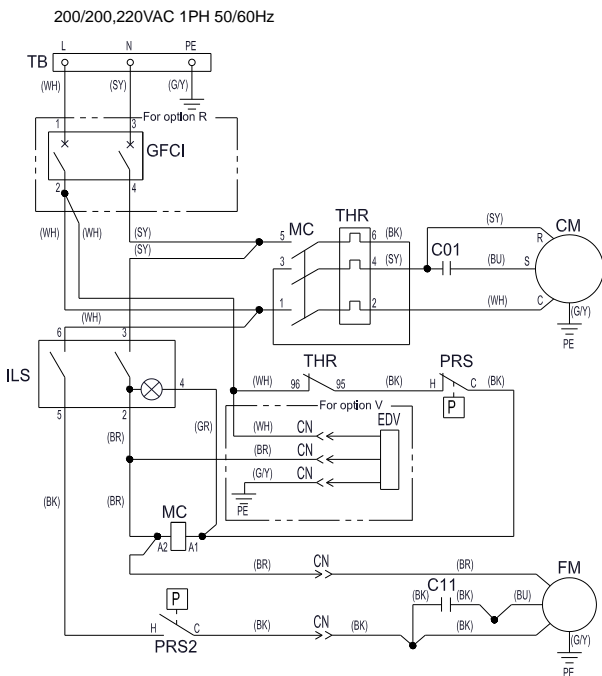 200/200,220VAC 1PH 50/60Hz
L N PE
TB
(WH) (SY) (G/Y)
For option R
1 3
GFCI
2 4
(WH) (WH) (SY)
(SY)
MC THR
5 6 (BK)
3 4 (SY)
1 2
C01
(SY) R CM
(BU) S
(WH) C
(G/Y)
PE
(WH)
6 3
ILS
4
5 2
(BR) (GR)
THR PRS
(WH) 96 95 (BK) H C (BK)
P
For option V
EDV
(WH) CN
(BR) CN
(G/Y) CN
PE
(BK) (BR)
MC
A2 A1
(BR) CN (BR) FM
C11
(BK) (BK) (BU)
P
H C (BK) CN (BK) (BK)
PRS2
(G/Y)
PE